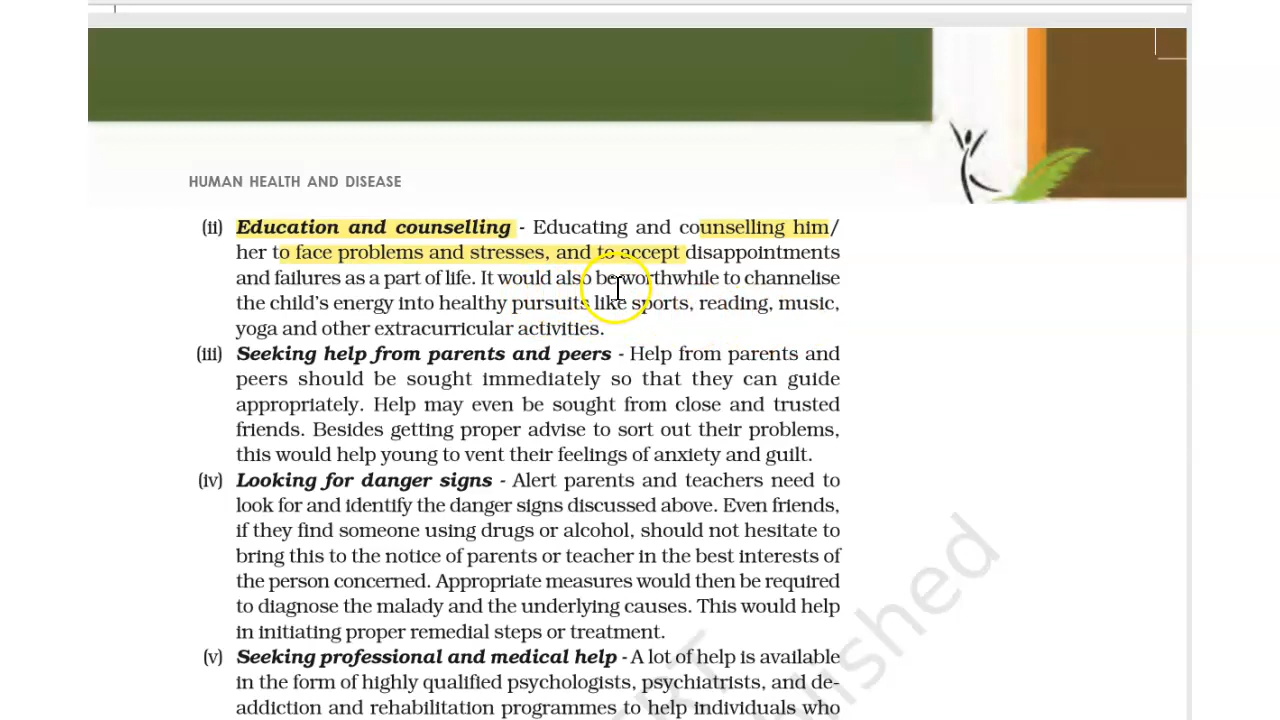 HUMAN HEALTH AND DISEASE
(ii) Education and counselling - Educating and counselling him/
her to face problems and stresses, and to accept disappointments
and failures as a part of life. It would also be worthwhile to channelise
the child's energy into healthy pursuits like sports, reading, music,
yoga and other extracurricular activities.
(iii) Seeking help from parents and peers - Help from parents and
peers should be sought immediately so that they can guide
appropriately. Help may even be sought from close and trusted
friends. Besides getting proper advise to sort out their problems,
this would help young to vent their feelings of anxiety and guilt.
(iv) Looking for danger signs - Alert parents and teachers need to
look for and identify the danger signs discussed above. Even friends,
if they find someone using drugs or alcohol, should not hesitate to
bring this to the notice of parents or teacher in the best interests of
the person concerned. Appropriate measures would then be required
to diagnose the malady and the underlying causes. This would help
in initiating proper remedial steps or treatment.
(v) Seeking professional and medical help - A lot of help is available
in the form of highly qualified psychologists, psychiatrists, and de-
addiction and rehabilitation programmes to help individuals who